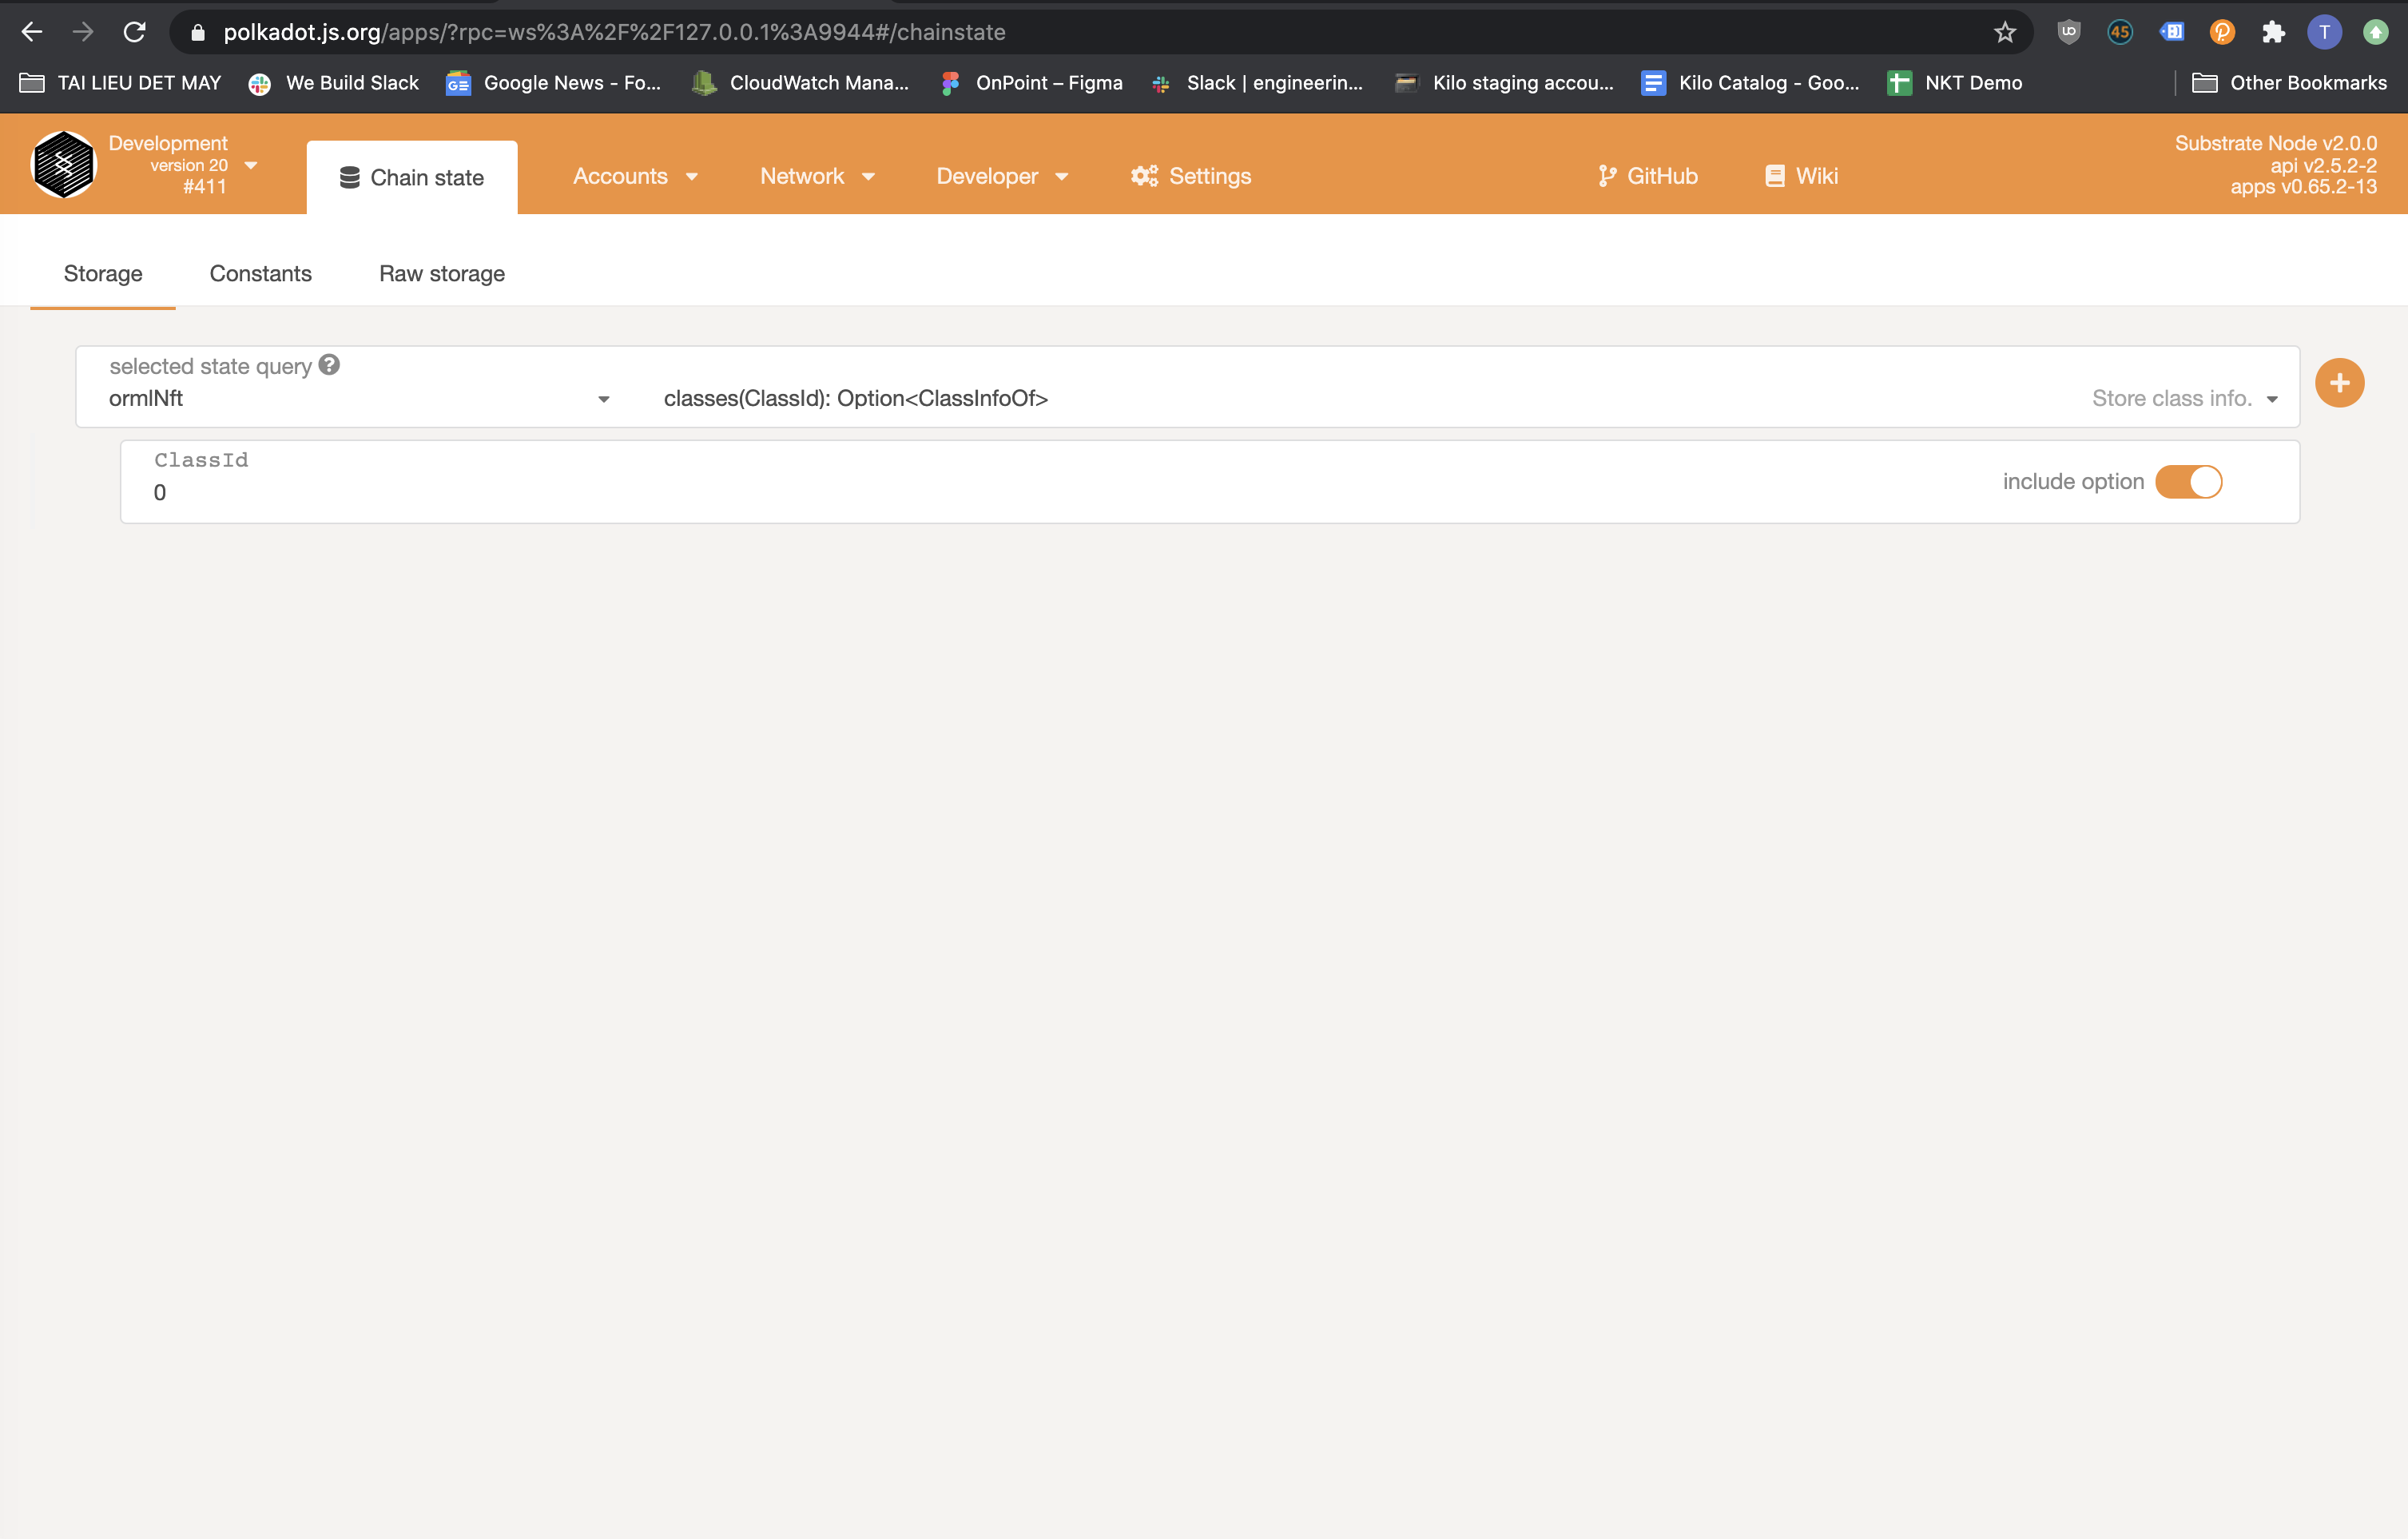 polkadot.js.org/apps/?rpc=ws%3A%2F%2F127.0.0.1%3A9944#/chainstate
45
T
TAI LIEU DET MAY
We Build Slack
Google News - Fo...
CloudWatch Mana...
OnPoint – Figma
Slack | engineerin...
Kilo staging accou...
Kilo Catalog - Goo...
NKT Demo
Other Bookmarks
Development
version 20
#411
Chain state
Accounts
Network
Developer
Settings
GitHub
Wiki
Substrate Node v2.0.0
api v2.5.2-2
apps v0.65.2-13
Storage
Constants
Raw storage
selected state query
ormlNft
classes(ClassId): Option<ClassInfoOf>
Store class info.
ClassId
0
include option